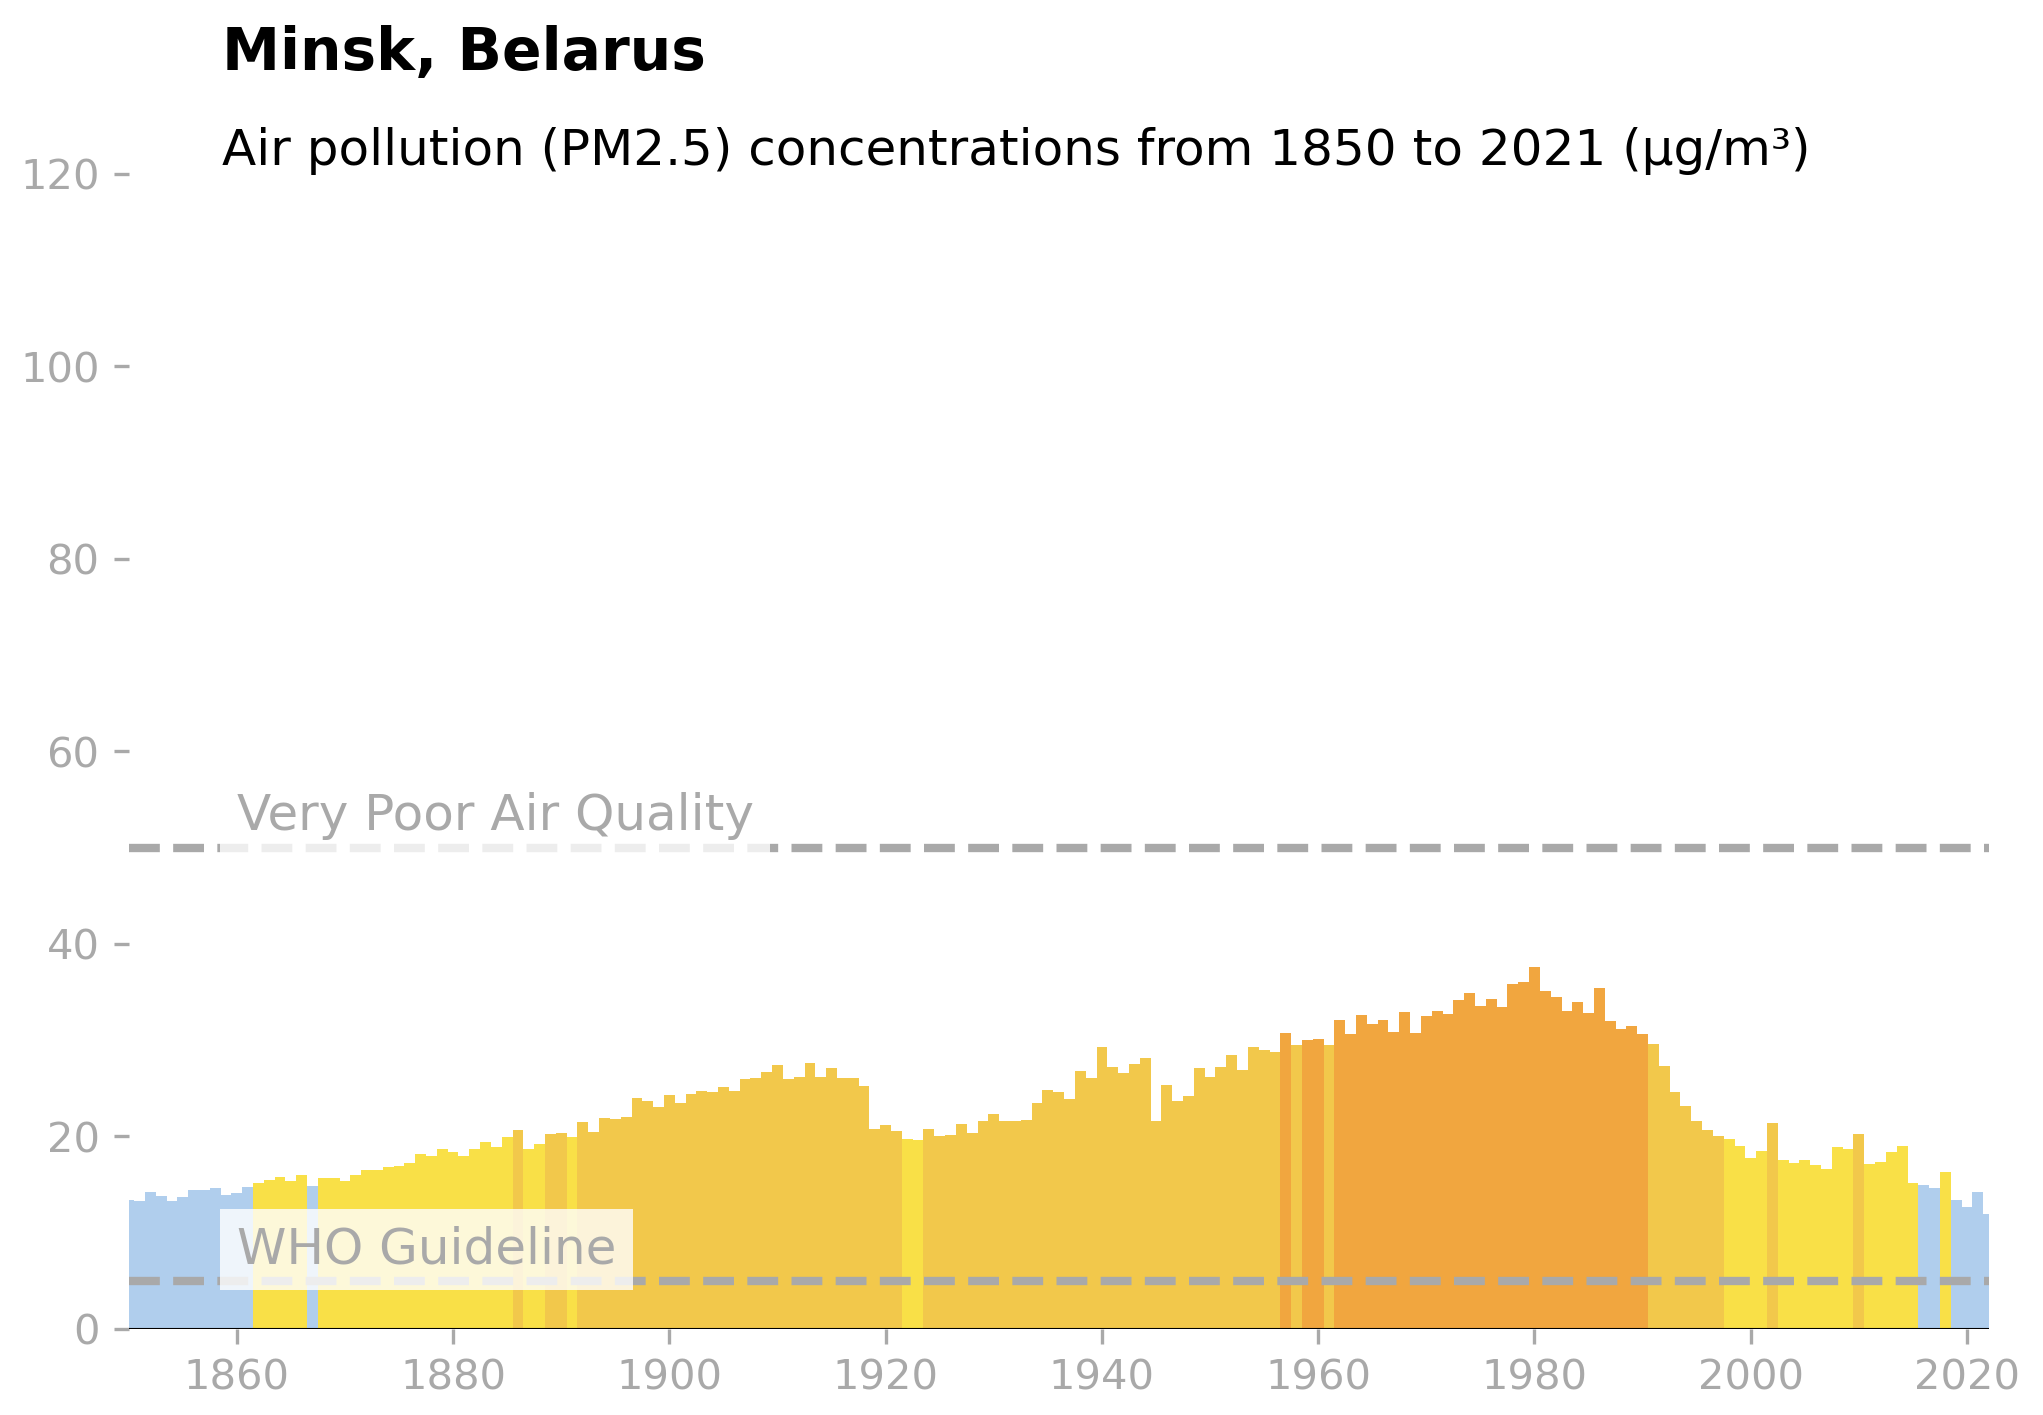 Minsk, Belarus
Air pollution (PM2.5) concentrations from 1850 to 2021 (µg/m³)
120
100
80
60
Very Poor Air Quality
40
20
WHO Guideline
0
1860 1880 1900 1920 1940 1960 1980 2000 2020